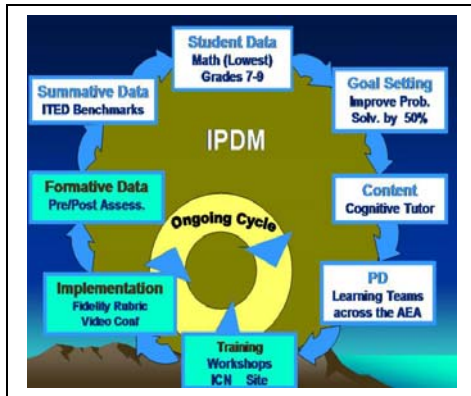 Student Data
Math (Lowest)
Grades 7-9
Goal Setting
Improve Prob.
Solv. by 50%
Content
Cognitive Tutor
PD
Learning Teams
across the AEA
Training
Workshops
ICN Site
Implementation
Fidelity Rubric
Video Conf
Formative Data
Pre/Post Assess.
Summative Data
ITED Benchmarks
IPDM
Ongoing Cycle